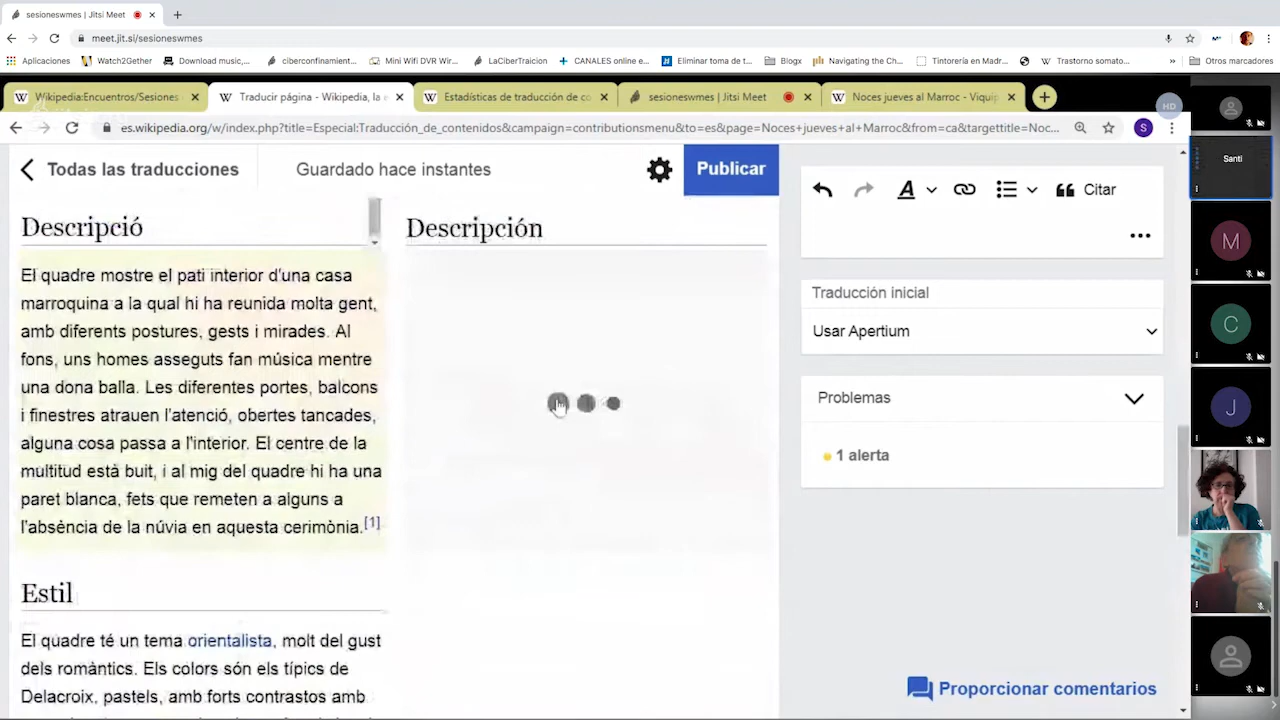 sesioneswmes | Jitsi Meet
meet.jit.si/sesioneswmes
Aplicaciones
Watch2Gether
Download music,...
ciberconfinamient...
Mini Wifi DVR Wir...
LaCiberTraicion
CANALES online e...
Eliminar toma de t...
Blogx
Navigating the Ch...
Tintorería en Madr...
Trastorno somato...
Otros marcadores
Wikipedia:Encuentros/Sesiones
Traducir página - Wikipedia, la e
Estadísticas de traducción de co
sesioneswmes | Jitsi Meet
Noces jueves al Marroc - Viquip
HD
es.wikipedia.org/w/index.php?title=Especial:Traducción_de_contenidos&campaign=contributionsmenu&to=es&page=Noces+jueves+al+Marroc&from=ca&targettitle=Noc...
S
Todas las traducciones
Guardado hace instantes
Publicar
Descripció
El quadre mostre el pati interior d'una casa
marroquina a la qual hi ha reunida molta gent,
amb diferents postures, gests i mirades. Al
fons, uns homes asseguts fan música mentre
una dona balla. Les diferentes portes, balcons
i finestres atrauen l'atenció, obertes tancades,
alguna cosa passa a l'interior. El centre de la
multitud està buit, i al mig del quadre hi ha una
paret blanca, fets que remeten a alguns a
l'absència de la núvia en aquesta cerimònia.[1]
Estil
El quadre té un tema orientalista, molt del gust
dels romàntics. Els colors són els típics de
Delacroix, pastels, amb forts contrastos amb
Descripción
A
Citar
Traducción inicial
Usar Apertium
Problemas
1 alerta
Proporcionar comentarios
Santi
M
C
J